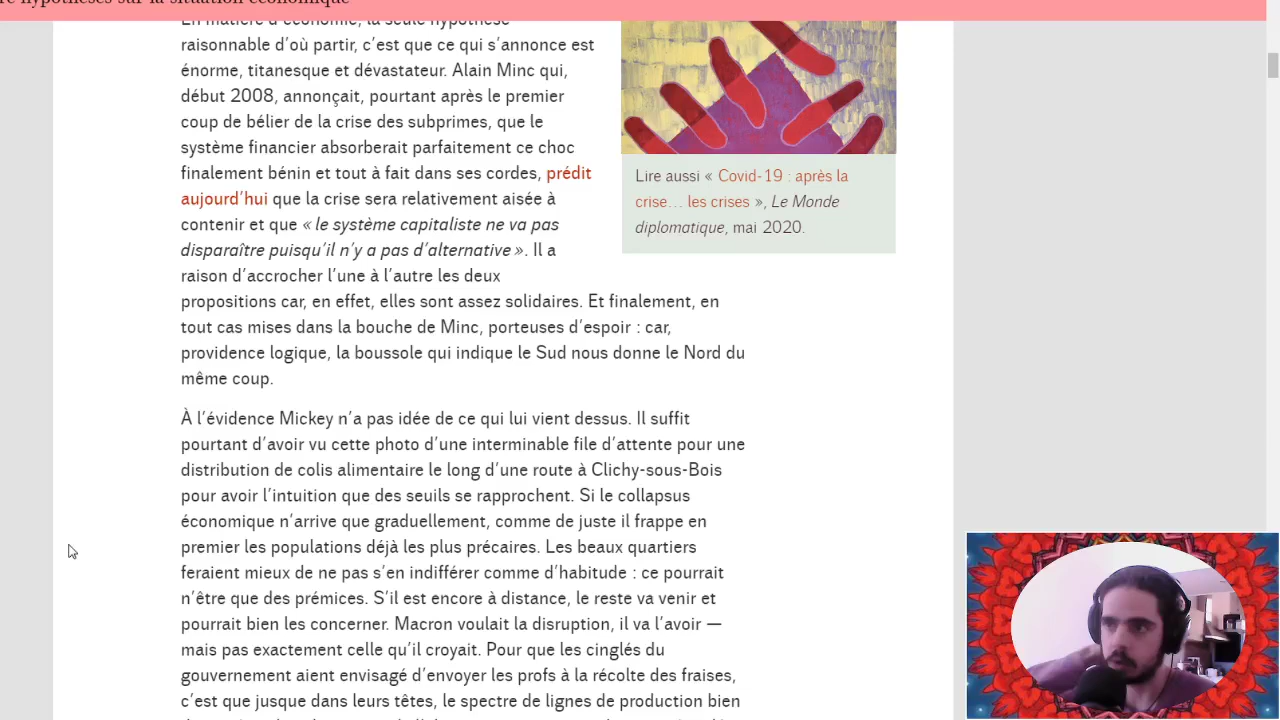 re hypothèses sur la situation économique
En matière d’économie, la seule hypothèse
raisonnable d’où partir, c’est que ce qui s’annonce est
énorme, titanesque et dévastateur. Alain Minc qui,
début 2008, annonçait, pourtant après le premier
coup de bélier de la crise des subprimes, que le
système financier absorberait parfaitement ce choc
finalement bénin et tout à fait dans ses cordes, prédit
aujourd’hui que la crise sera relativement aisée à
contenir et que « le système capitaliste ne va pas
disparaître puisqu’il n’y a pas d’alternative ». Il a
raison d’accrocher l’une à l’autre les deux
propositions car, en effet, elles sont assez solidaires. Et finalement, en
tout cas mises dans la bouche de Minc, porteuses d’espoir : car,
providence logique, la boussole qui indique le Sud nous donne le Nord du
même coup.
Lire aussi « Covid-19 : après la
crise… les crises », Le Monde
diplomatique, mai 2020.
À l’évidence Mickey n’a pas idée de ce qui lui vient dessus. Il suffit
pourtant d’avoir vu cette photo d’une interminable file d’attente pour une
distribution de colis alimentaire le long d’une route à Clichy-sous-Bois
pour avoir l’intuition que des seuils se rapprochent. Si le collapsus
économique n’arrive que graduellement, comme de juste il frappe en
premier les populations déjà les plus précaires. Les beaux quartiers
feraient mieux de ne pas s’en indifférer comme d’habitude : ce pourrait
n’être que des prémices. S’il est encore à distance, le reste va venir et
pourrait bien les concerner. Macron voulait la disruption, il va l’avoir —
mais pas exactement celle qu’il croyait. Pour que les cinglés du
gouvernement aient envisagé d’envoyer les profs à la récolte des fraises,
c’est que jusque dans leurs têtes, le spectre de lignes de production bien